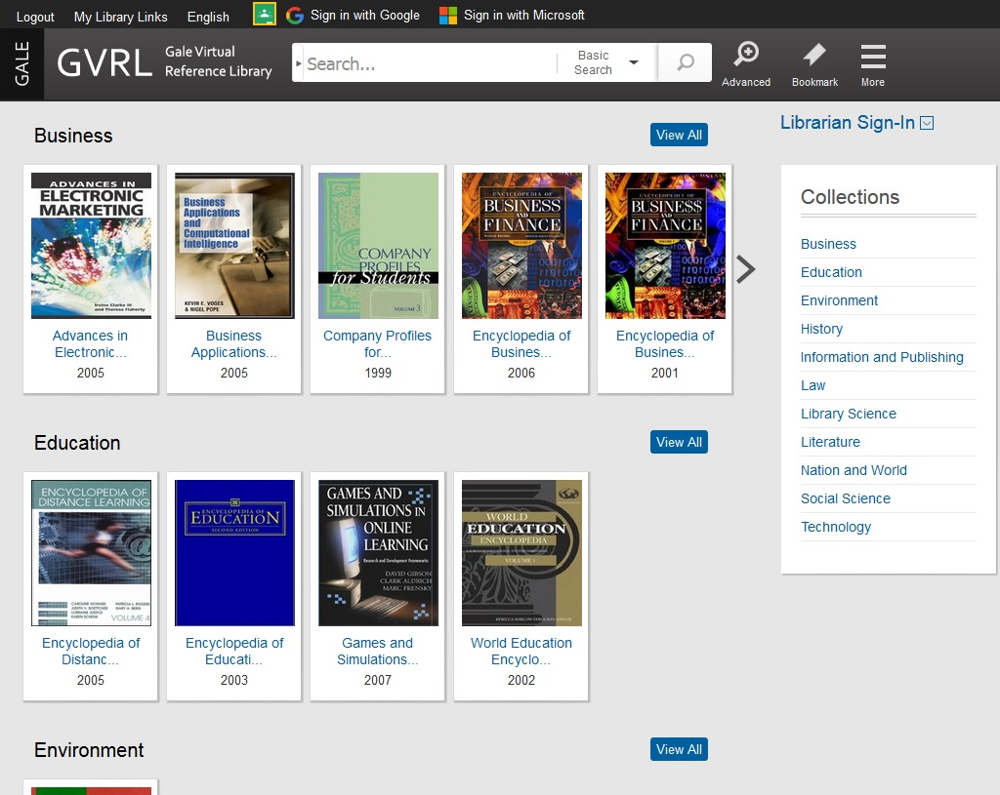 Logout My Library Links English Sign in with Google Sign in with Microsoft
GALE
GVRL
Gale Virtual
Reference Library
Search...
Basic
Search
Advanced Bookmark More
Librarian Sign-In
Business
View All
ADVANCES IN
ELECTRONIC
MARKETING
Irvine Clarke III
and Theresa Flaherty
Advances in
Electronic...
2005
Business
Applications
and
Computational
Intelligence
KEVIN E. VOGES
& NIGEL POPE
Business
Applications...
2005
COMPANY
PROFILES
for Students
VOLUME 3
Company Profiles
for...
1999
ENCYCLOPEDIA OF
BUSINESS
AND
FINANCE
Encyclopedia of
Busines...
2006
ENCYCLOPEDIA OF
BUSINESS
AND
FINANCE
Encyclopedia of
Busines...
2001
Collections
Business
Education
Environment
History
Information and Publishing
Law
Library Science
Literature
Nation and World
Social Science
Technology
Education
View All
ENCYCLOPEDIA OF
DISTANCE LEARNING
VOLUME 4
Encyclopedia of
Distanc...
2005
ENCYCLOPEDIA OF
EDUCATION
SECOND EDITION
Encyclopedia of
Educati...
2003
GAMES AND
SIMULATIONS IN
ONLINE
LEARNING
Research and Development Frameworks
DAVID GIBSON
CLARK ALDRICH
MARC PRENSKY
Games and
Simulations...
2007
WORLD
EDUCATION
ENCYCLOPEDIA
VOLUME 1
World Education
Encyclo...
2002
Environment
View All